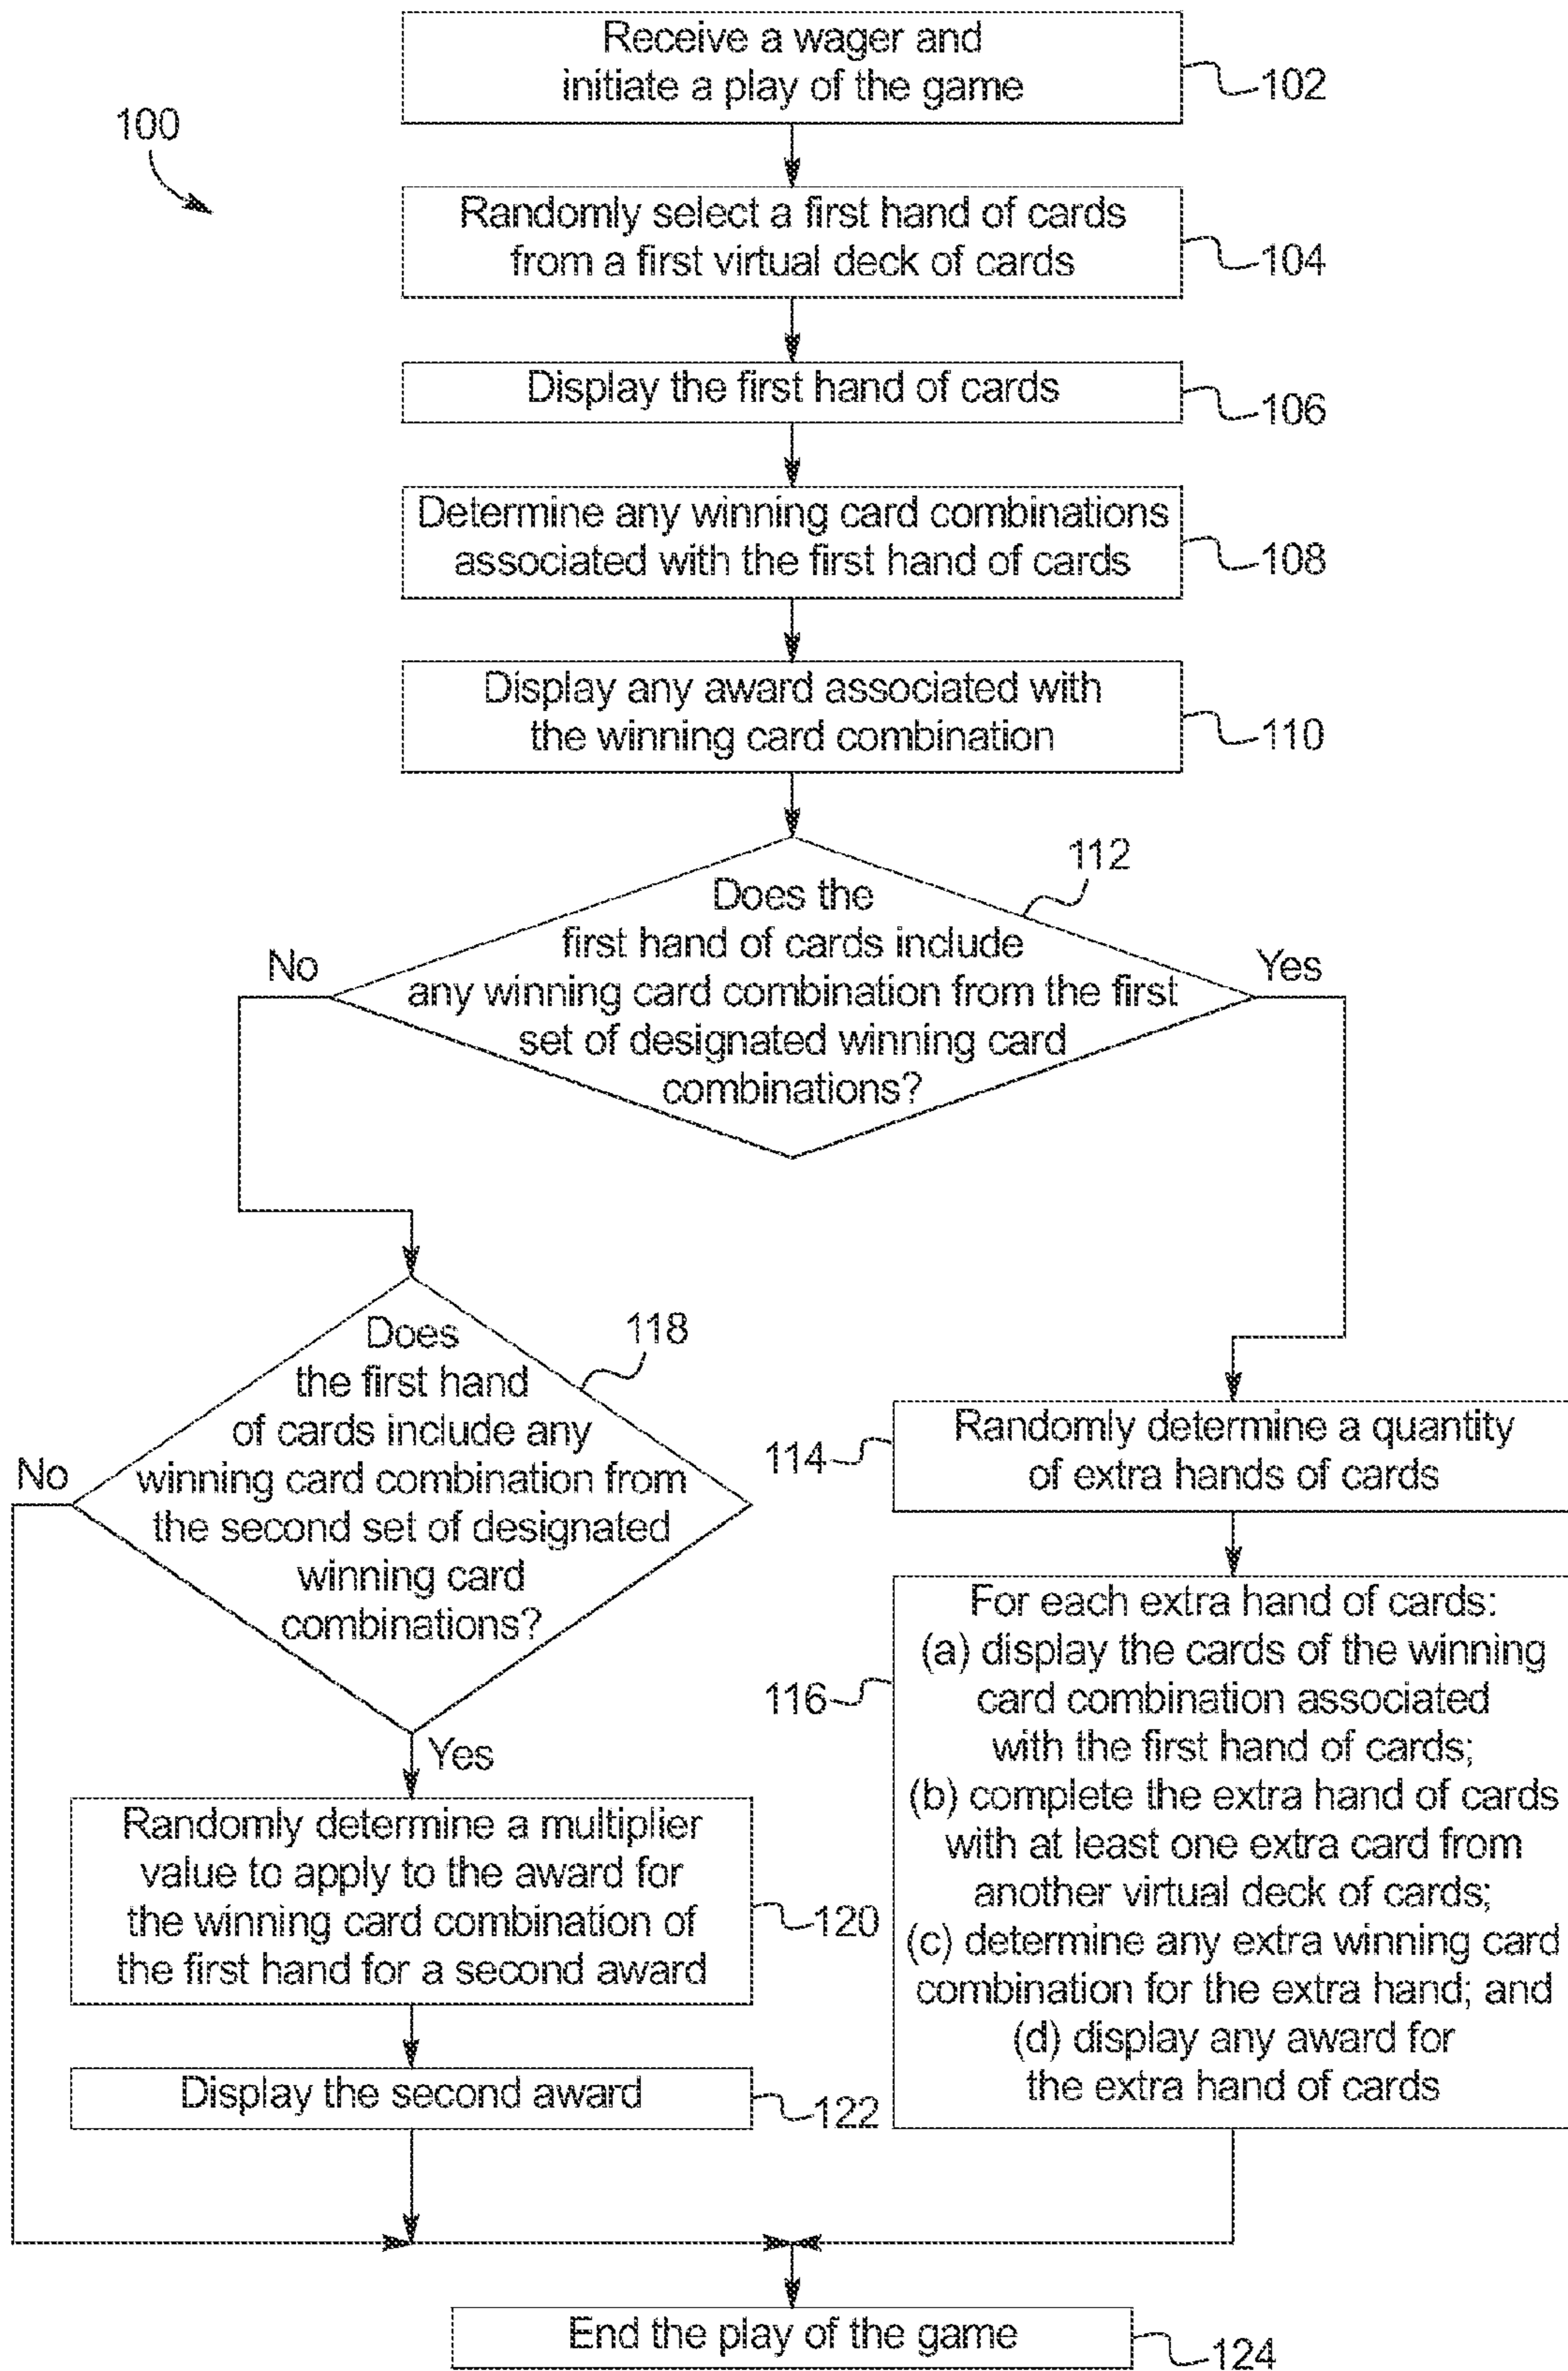 Receive a wager and
initiate a play of the game
102
100
Randomly select a first hand of cards
from a first virtual deck of cards
104
Display the first hand of cards
106
Determine any winning card combinations
associated with the first hand of cards
108
Display any award associated with
the winning card combination
110
112
Does the
first hand of cards include
any winning card combination from the first
set of designated winning card
combinations?
No
Yes
118
Does
the first hand
of cards include any
winning card combination from
the second set of designated
winning card
combinations?
No
Yes
114
Randomly determine a quantity
of extra hands of cards
116
For each extra hand of cards:
(a) display the cards of the winning
card combination associated
with the first hand of cards;
(b) complete the extra hand of cards
with at least one extra card from
another virtual deck of cards;
(c) determine any extra winning card
combination for the extra hand; and
(d) display any award for
the extra hand of cards
Randomly determine a multiplier
value to apply to the award for
the winning card combination of
the first hand for a second award
120
Display the second award
122
End the play of the game
124